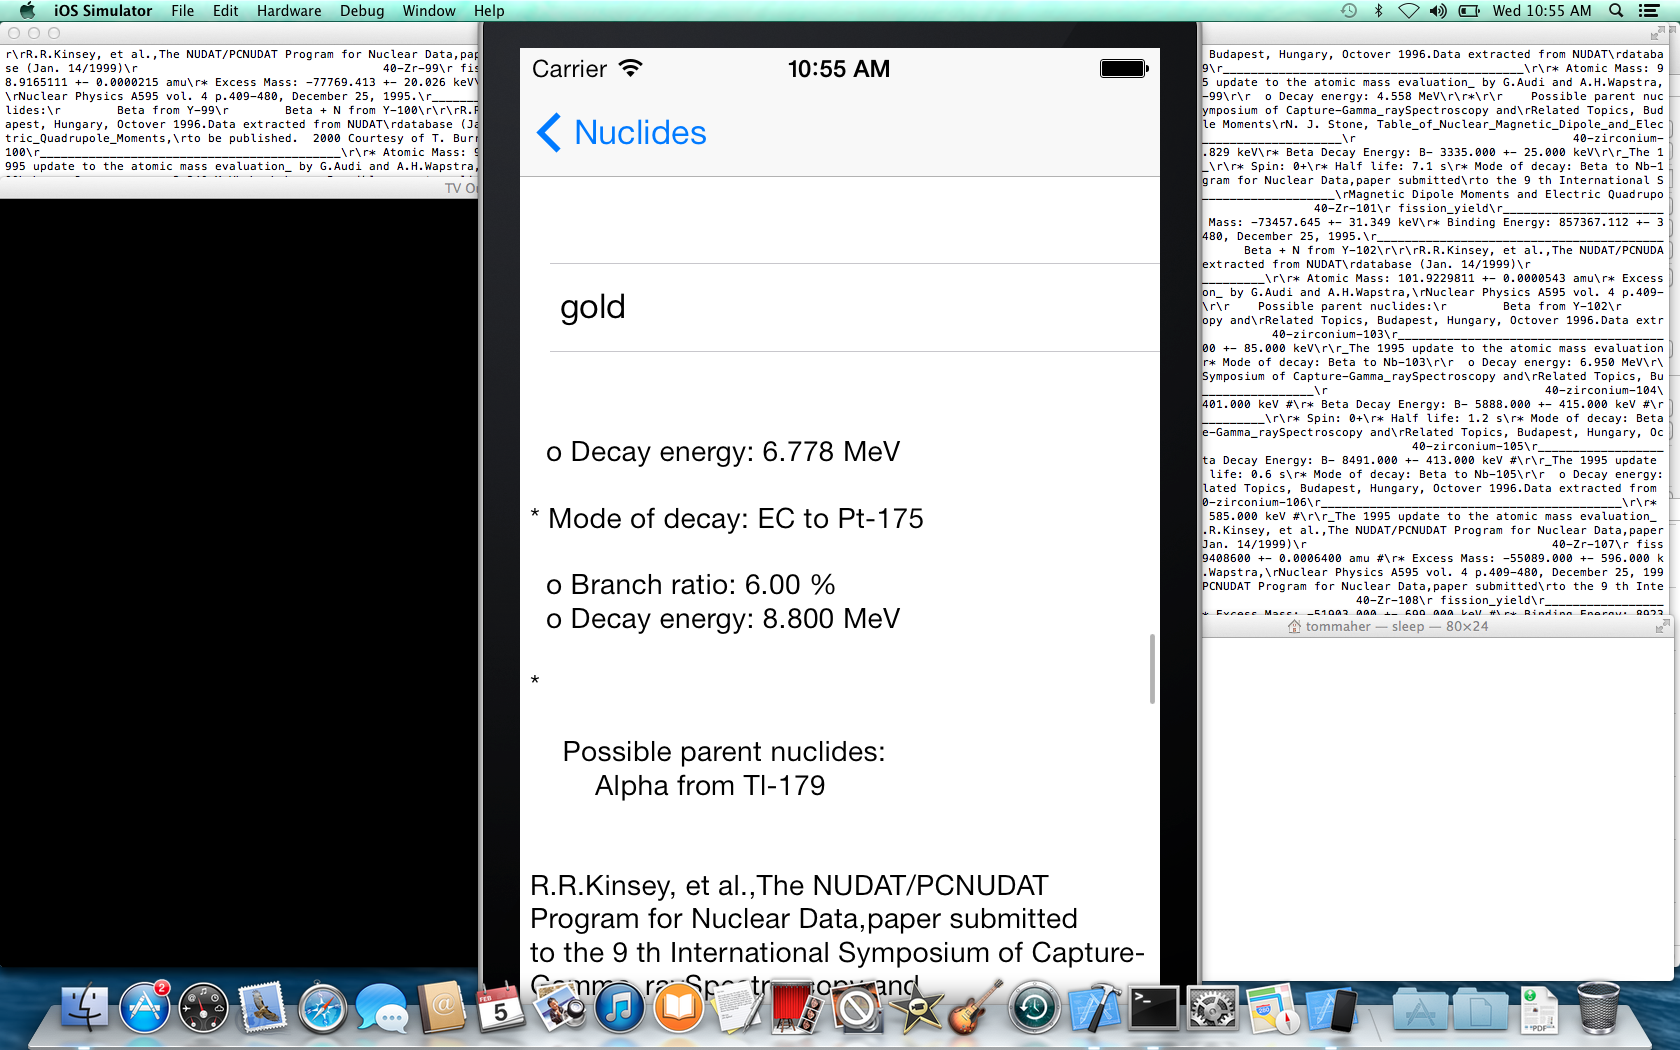 iOS Simulator File Edit Hardware Debug Window Help
Wed 10:55 AM
r\rR.R.Kinsey, et al.,The NUDAT/PCNUDAT Program for Nuclear Data,pap
se (Jan. 14/1999)\r 40-Zr-99\r fis
8.9165111 +- 0.0000215 amu\r* Excess Mass: -77769.413 +- 20.026 keV\
\rNuclear Physics A595 vol. 4 p.409-480, December 25, 1995.\r
lides:\r Beta from Y-99\r Beta + N from Y-100\r\r\rR.R
apest, Hungary, Octover 1996.Data extracted from NUDAT\rdatabase (Ja
tric_Quadrupole_Moments,\rto be published. 2000 Courtesy of T. Burr
100\r\r\r* Atomic Mass: 9
995 update to the atomic mass evaluation_ by G.Audi and A.H.Wapstra,
TV O
Carrier 10:55 AM
Nuclides
gold
o Decay energy: 6.778 MeV
* Mode of decay: EC to Pt-175
o Branch ratio: 6.00 %
o Decay energy: 8.800 MeV
*
Possible parent nuclides:
Alpha from Tl-179
R.R.Kinsey, et al.,The NUDAT/PCNUDAT
Program for Nuclear Data,paper submitted
to the 9 th International Symposium of Capture-
Gamma_raySpectroscopy and
Budapest, Hungary, Octover 1996.Data extracted from NUDAT\rdataba
9\r\r\r* Atomic Mass: 9
5 update to the atomic mass evaluation_ by G.Audi and A.H.Wapstra,
-99\r\r o Decay energy: 4.558 MeV\r\r*\r\r Possible parent nuc
ymposium of Capture-Gamma_raySpectroscopy and\rRelated Topics, Bud
le Moments\rN. J. Stone, Table_of_Nuclear_Magnetic_Dipole_and_Elec
\r 40-zirconium-
.829 keV\r* Beta Decay Energy: B- 3335.000 +- 25.000 keV\r\r_The 1
\r\r* Spin: 0+\r* Half life: 7.1 s\r* Mode of decay: Beta to Nb-1
gram for Nuclear Data,paper submitted\rto the 9 th International S
\rMagnetic Dipole Moments and Electric Quadrupo
40-Zr-101\r fission_yield\r
Mass: -73457.645 +- 31.349 keV\r* Binding Energy: 857367.112 +- 3
480, December 25, 1995.\r
Beta + N from Y-102\r\r\rR.R.Kinsey, et al.,The NUDAT/PCNUDA
extracted from NUDAT\rdatabase (Jan. 14/1999)\r
\r\r* Atomic Mass: 101.9229811 +- 0.0000543 amu\r* Excess
on_ by G.Audi and A.H.Wapstra,\rNuclear Physics A595 vol. 4 p.409-
\r\r Possible parent nuclides:\r Beta from Y-102\r
opy and\rRelated Topics, Budapest, Hungary, Octover 1996.Data extr
40-zirconium-103\r
00 +- 85.000 keV\r\r_The 1995 update to the atomic mass evaluation
r* Mode of decay: Beta to Nb-103\r\r o Decay energy: 6.950 MeV\r\
Symposium of Capture-Gamma_raySpectroscopy and\rRelated Topics, Bu
\r 40-zirconium-104\
401.000 keV #\r* Beta Decay Energy: B- 5888.000 +- 415.000 keV #\r
\r\r* Spin: 0+\r* Half life: 1.2 s\r* Mode of decay: Beta
e-Gamma_raySpectroscopy and\rRelated Topics, Budapest, Hungary, Oc
40-zirconium-105\r
ta Decay Energy: B- 8491.000 +- 413.000 keV #\r\r_The 1995 update
life: 0.6 s\r* Mode of decay: Beta to Nb-105\r\r o Decay energy:
lated Topics, Budapest, Hungary, Octover 1996.Data extracted from
0-zirconium-106\r\r\r*
585.000 keV #\r\r_The 1995 update to the atomic mass evaluation_
.R.Kinsey, et al.,The NUDAT/PCNUDAT Program for Nuclear Data,paper
Jan. 14/1999)\r 40-Zr-107\r fiss
9408600 +- 0.0006400 amu #\r* Excess Mass: -55089.000 +- 596.000 k
.Wapstra,\rNuclear Physics A595 vol. 4 p.409-480, December 25, 199
PCNUDAT Program for Nuclear Data,paper submitted\rto the 9 th Inte
40-Zr-108\r fission_yield\r
* Excess Mass: -51903.000 +- 699.000 keV #\r* Binding Energy: 8923
tommaher — sleep — 80×24
2
FEB
5
PDF